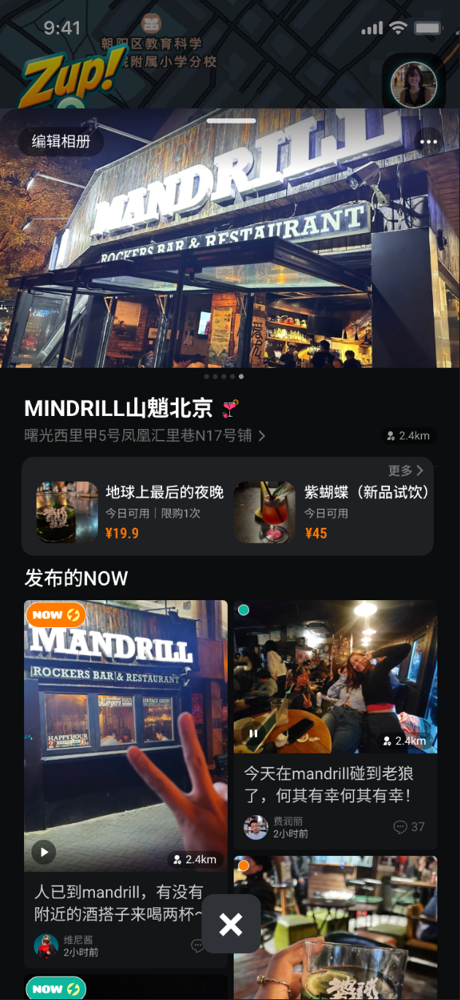 9:41
朝阳区教育科学
院附属小学分校
Zup!
编辑相册
MANDRILL
ROCKERS BAR & RESTAURANT
MINDRILL山魈北京
曙光西里甲5号凤凰汇里巷N17号铺
2.4km
更多
地球上最后的夜晚
今日可用｜限购1次
¥19.9
紫蝴蝶（新品试饮）
今日可用
¥45
发布的NOW
NOW
MANDRILL
ROCKERS BAR & RESTAURANT
HAPPYHOUR
2.4km
人已到mandrill，有没有
附近的酒搭子来喝两杯~
维尼酱
2小时前
NOW
2.4km
今天在mandrill碰到老狼
了，何其有幸何其有幸！
费润丽
2小时前
37